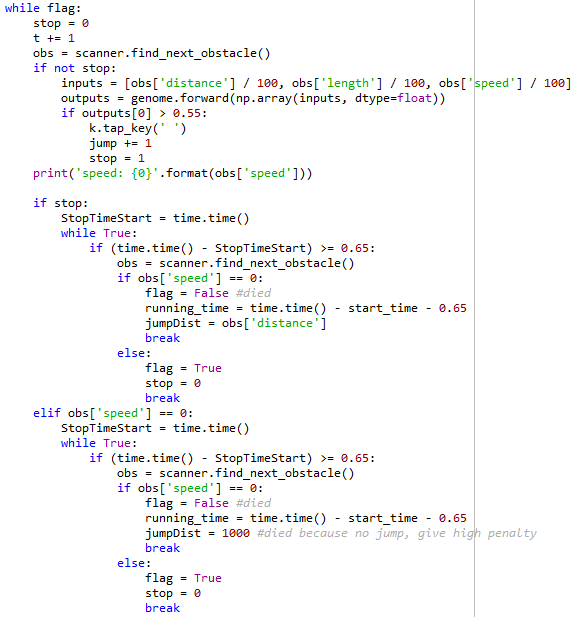 while flag:
    stop = 0
    t += 1
    obs = scanner.find_next_obstacle()
    if not stop:
        inputs = [obs['distance'] / 100, obs['length'] / 100, obs['speed'] / 100]
        outputs = genome.forward(np.array(inputs, dtype=float))
        if outputs[0] > 0.55:
            k.tap_key(' ')
            jump += 1
            stop = 1
    print('speed: {0}'.format(obs['speed']))

    if stop:
        StopTimeStart = time.time()
        while True:
            if (time.time() - StopTimeStart) >= 0.65:
                obs = scanner.find_next_obstacle()
                if obs['speed'] == 0:
                    flag = False #died
                    running_time = time.time() - start_time - 0.65
                    jumpDist = obs['distance']
                    break
                else:
                    flag = True
                    stop = 0
                    break
    elif obs['speed'] == 0:
        StopTimeStart = time.time()
        while True:
            if (time.time() - StopTimeStart) >= 0.65:
                obs = scanner.find_next_obstacle()
                if obs['speed'] == 0:
                    flag = False #died
                    running_time = time.time() - start_time - 0.65
                    jumpDist = 1000 #died because no jump, give high penalty
                    break
                else:
                    flag = True
                    stop = 0
                    break